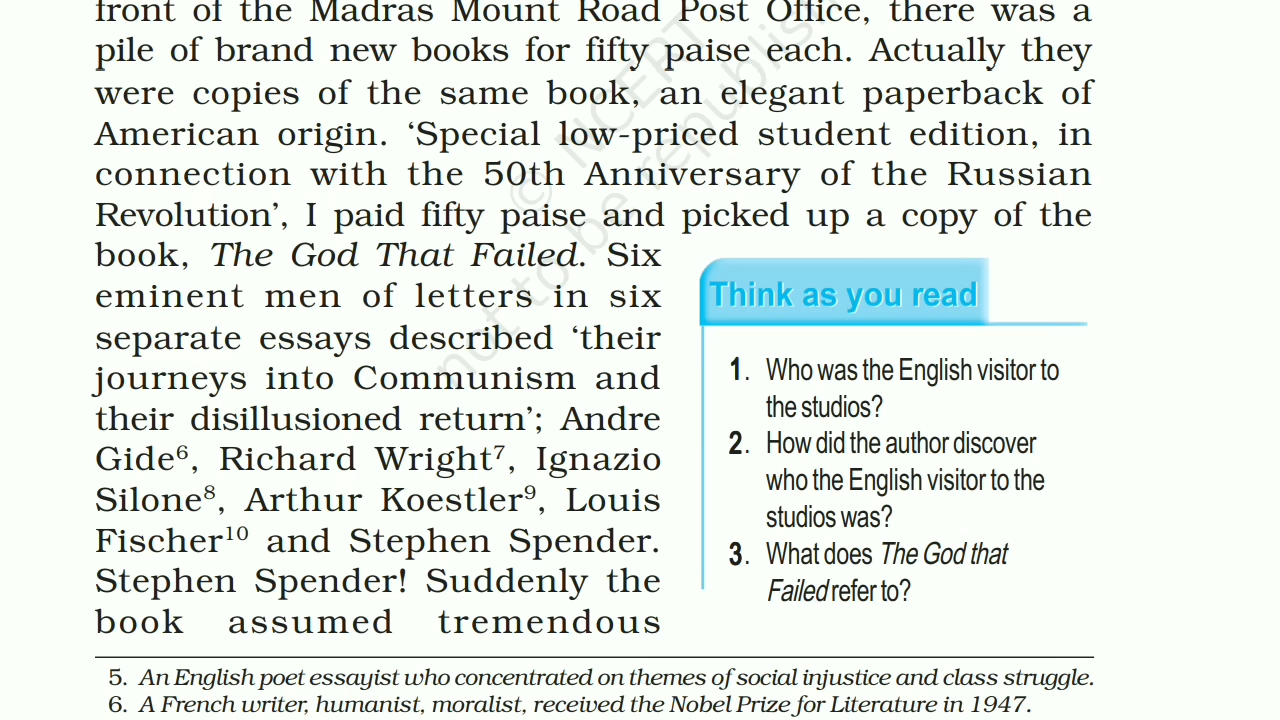 front of the Madras Mount Road Post Office, there was a
pile of brand new books for fifty paise each. Actually they
were copies of the same book, an elegant paperback of
American origin. ‘Special low-priced student edition, in
connection with the 50th Anniversary of the Russian
Revolution’, I paid fifty paise and picked up a copy of the
book, The God That Failed. Six
eminent men of letters in six
separate essays described ‘their
journeys into Communism and
their disillusioned return’; Andre
Gide⁶, Richard Wright⁷, Ignazio
Silone⁸, Arthur Koestler⁹, Louis
Fischer¹⁰ and Stephen Spender.
Stephen Spender! Suddenly the
book assumed tremendous
Think as you read
1. Who was the English visitor to
the studios?
2. How did the author discover
who the English visitor to the
studios was?
3. What does The God that
Failed refer to?
5. An English poet essayist who concentrated on themes of social injustice and class struggle.
6. A French writer, humanist, moralist, received the Nobel Prize for Literature in 1947.
© NCERT
not to be republish